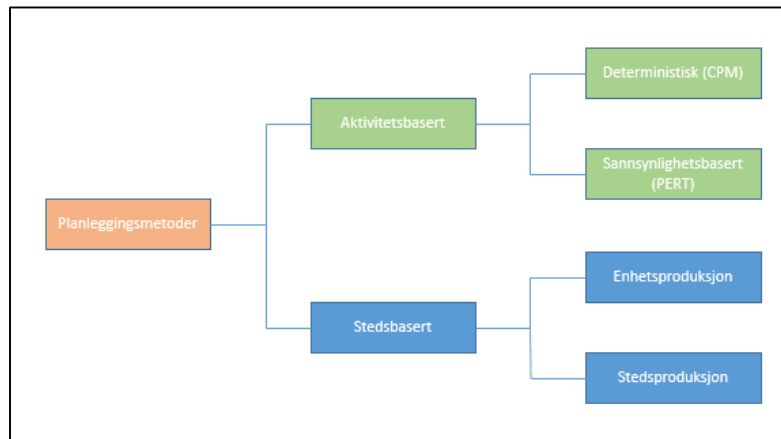 Planleggingsmetoder
Aktivitetsbasert
Deterministisk (CPM)
Sannsynlighetsbasert
(PERT)
Stedsbasert
Enhetsproduksjon
Stedsproduksjon